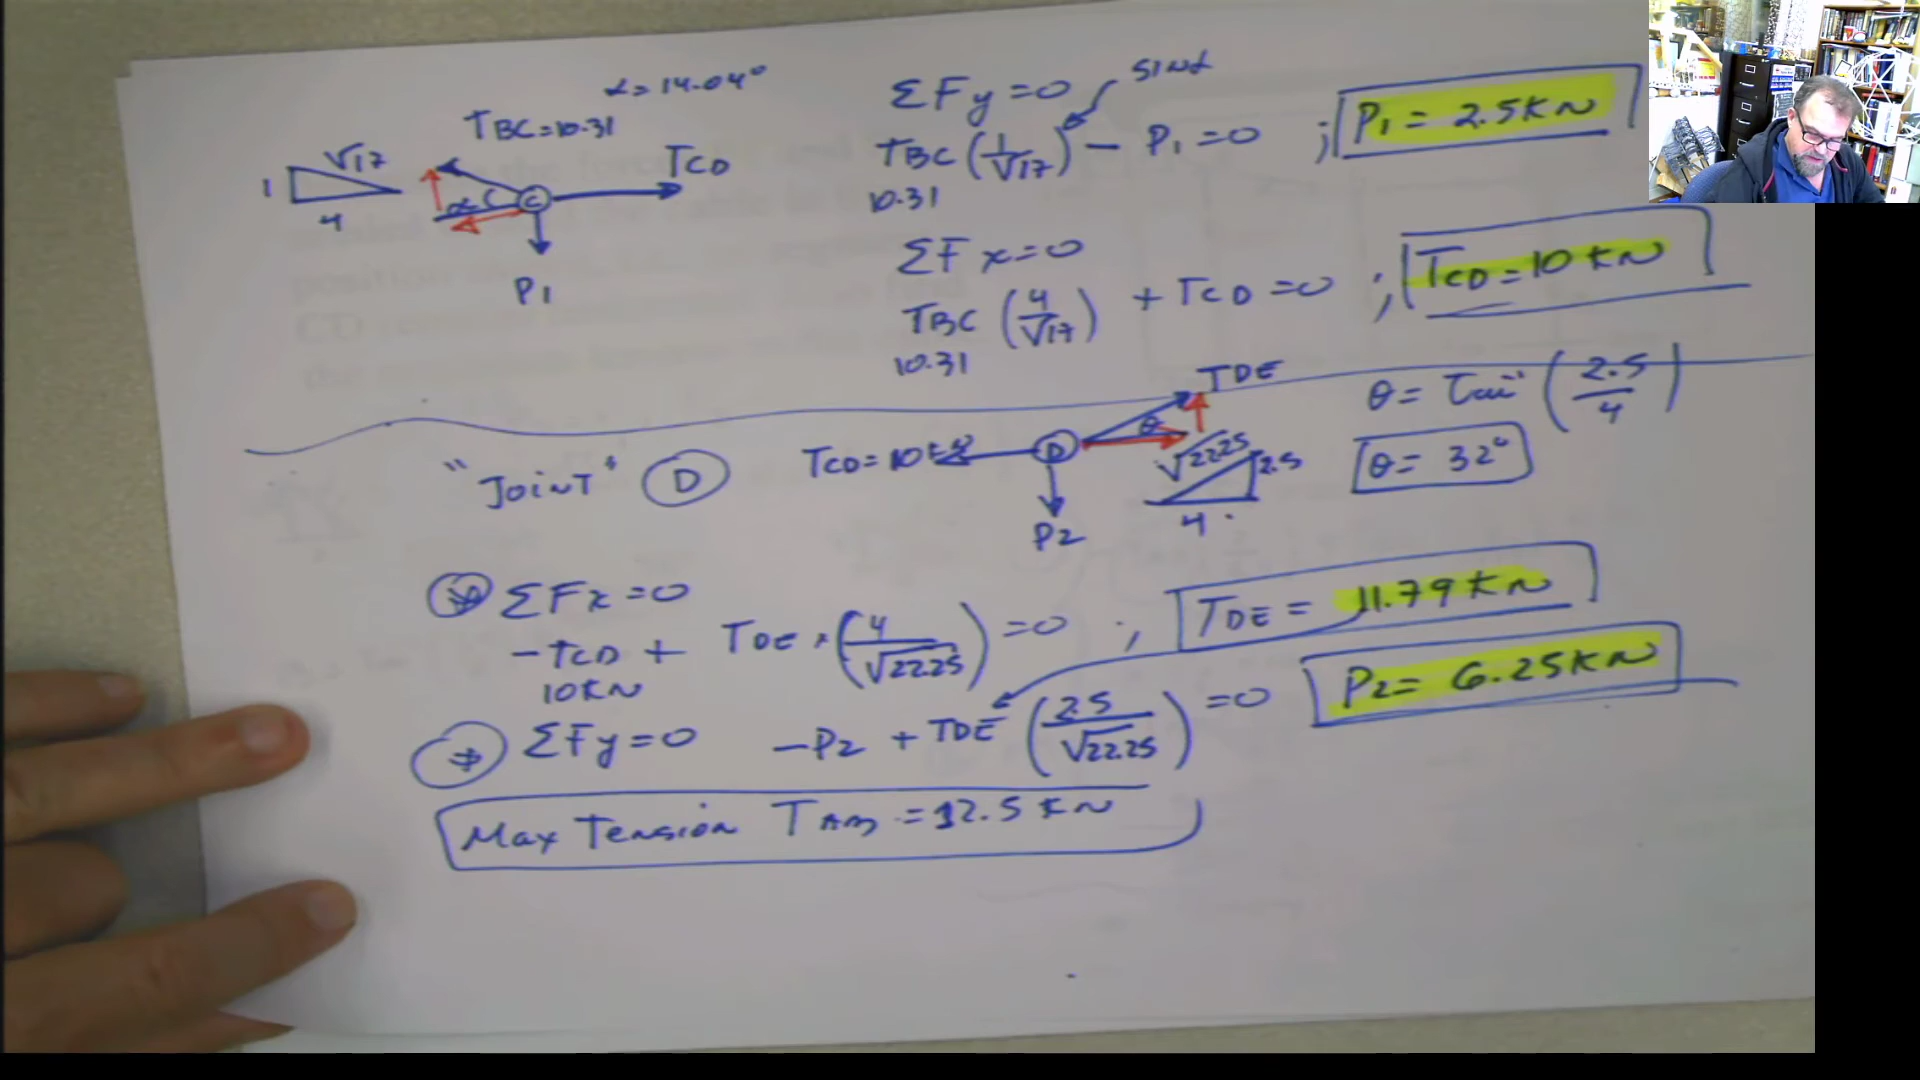 α = 14.04°
TBC = 10.31
√17
1
4
α
C
TCD
P1
ΣFy = 0
sinα
TBC (1/√17) - P1 = 0 ; P1 = 2.5KN
10.31
ΣFx = 0
TBC (4/√17) + TCD = 0 ; TCD = 10 KN
10.31
"JOINT" D
TCD = 10KN
D
TDE
θ
P2
√22.25
2.5
4
θ = Tan⁻¹ (2.5/4)
θ = 32°
ΣFx = 0
-TCD + TDE × (4/√22.25) = 0 ; TDE = 11.79 KN
10KN
ΣFy = 0 -P2 + TDE (2.5/√22.25) = 0 P2 = 6.25KN
Max Tension TAB = 12.5 KN